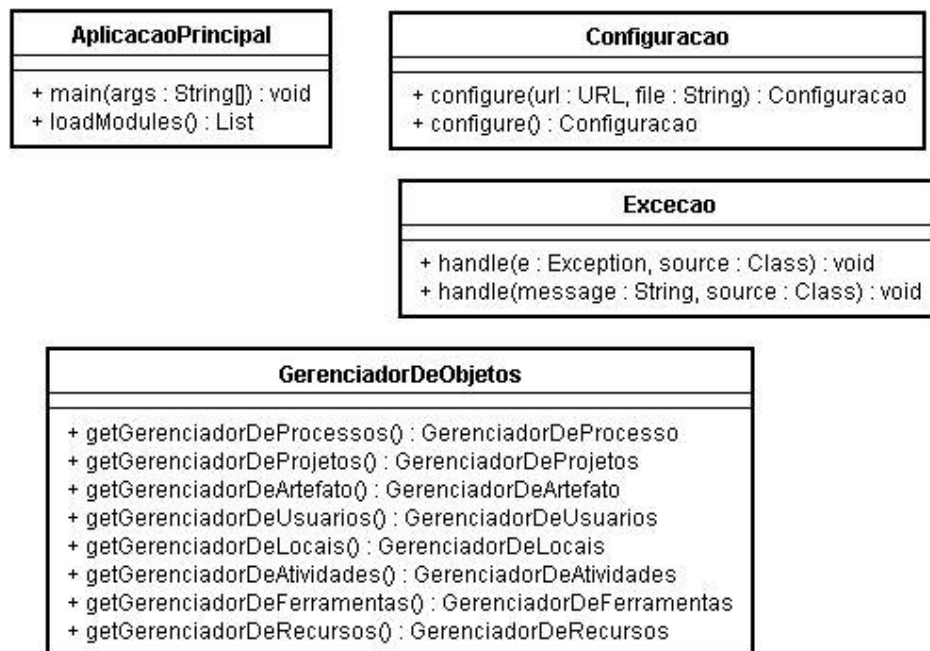 AplicacaoPrincipal
+ main(args : String[]) : void
+ loadModules() : List
Configuracao
+ configure(url : URL, file : String) : Configuracao
+ configure() : Configuracao
Excecao
+ handle(e : Exception, source : Class) : void
+ handle(message : String, source : Class) : void
GerenciadorDeObjetos
+ getGerenciadorDeProcessos() : GerenciadorDeProcesso
+ getGerenciadorDeProjetos() : GerenciadorDeProjetos
+ getGerenciadorDeArtefato() : GerenciadorDeArtefato
+ getGerenciadorDeUsuarios() : GerenciadorDeUsuarios
+ getGerenciadorDeLocais() : GerenciadorDeLocais
+ getGerenciadorDeAtividades() : GerenciadorDeAtividades
+ getGerenciadorDeFerramentas() : GerenciadorDeFerramentas
+ getGerenciadorDeRecursos() : GerenciadorDeRecursos